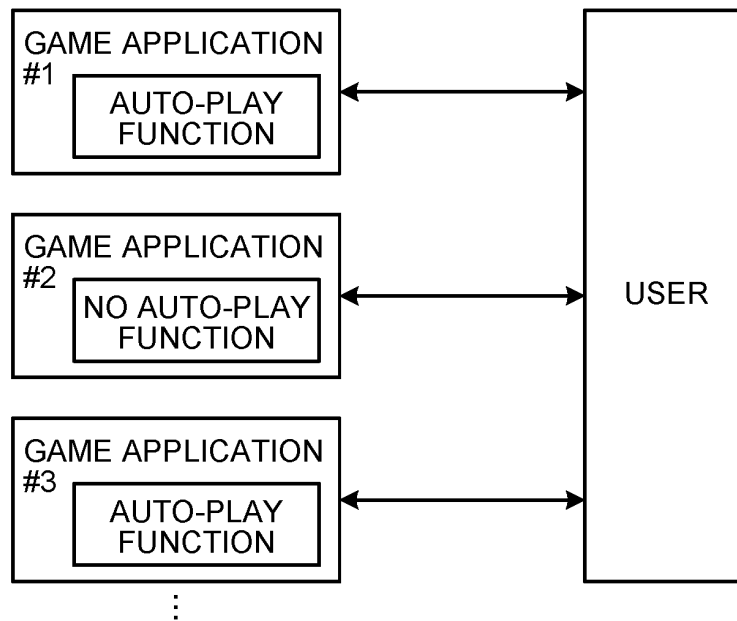 GAME APPLICATION
#1
AUTO-PLAY
FUNCTION
GAME APPLICATION
#2
NO AUTO-PLAY
FUNCTION
GAME APPLICATION
#3
AUTO-PLAY
FUNCTION
⋮
USER